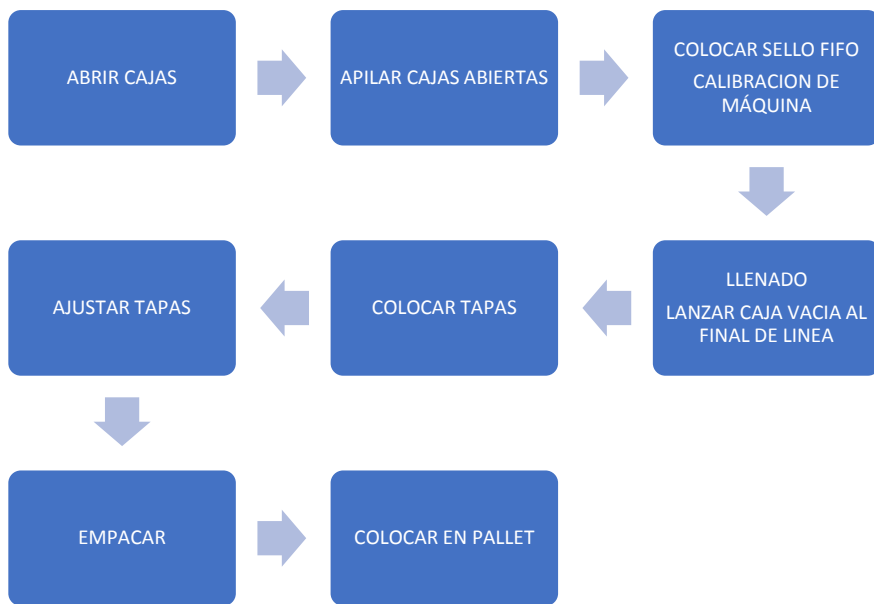 ABRIR CAJAS
APILAR CAJAS ABIERTAS
COLOCAR SELLO FIFO
CALIBRACION DE
MÁQUINA
LLENADO
LANZAR CAJA VACIA AL
FINAL DE LINEA
COLOCAR TAPAS
AJUSTAR TAPAS
EMPACAR
COLOCAR EN PALLET